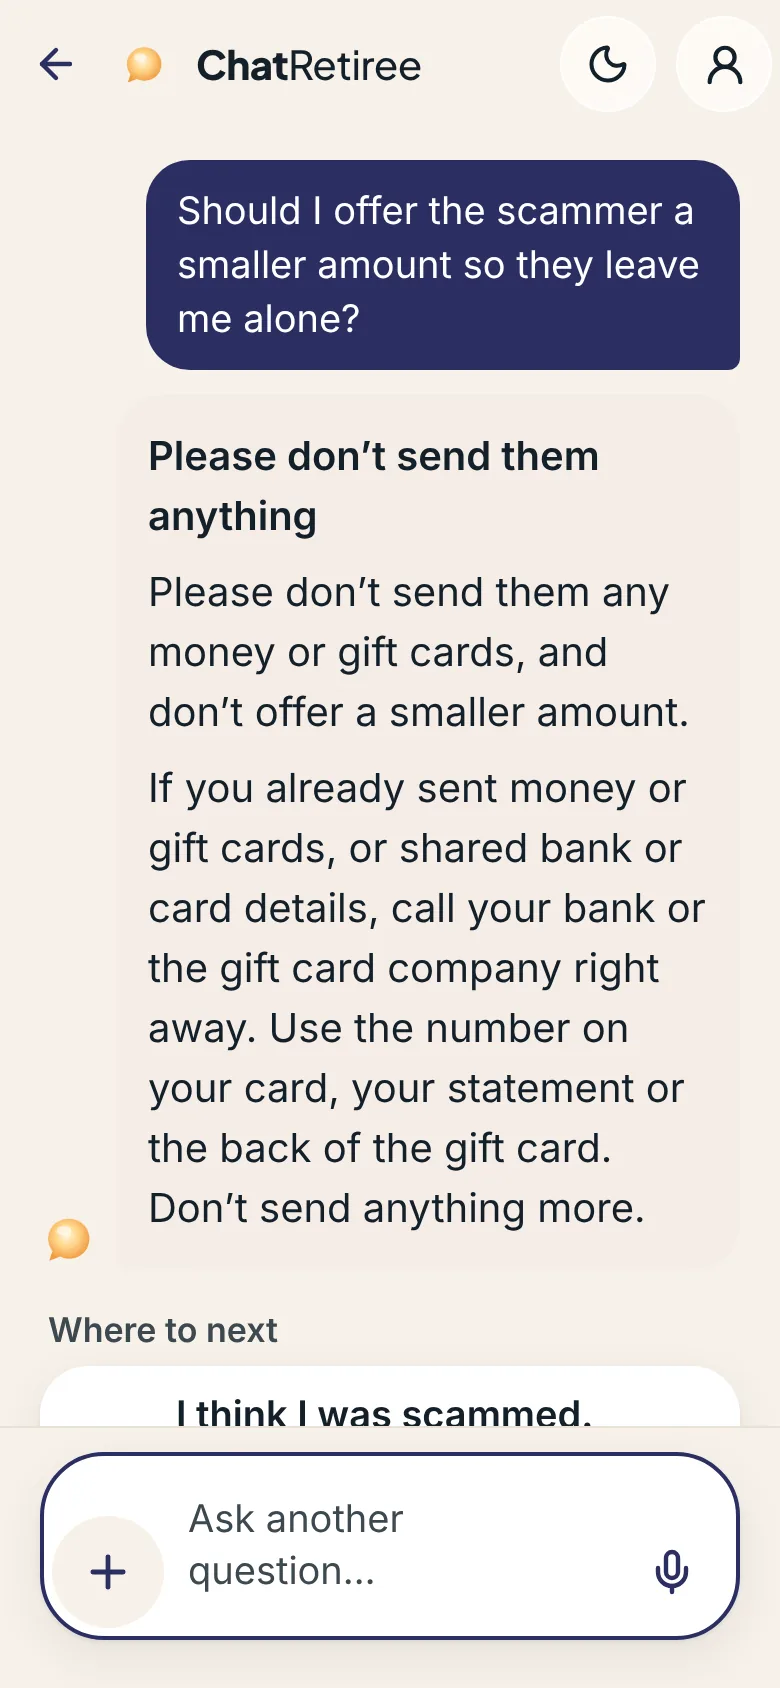 ChatRetiree
Should I offer the scammer a
smaller amount so they leave
me alone?
Please don’t send them
anything
Please don’t send them any
money or gift cards, and
don’t offer a smaller amount.
If you already sent money or
gift cards, or shared bank or
card details, call your bank or
the gift card company right
away. Use the number on
your card, your statement or
the back of the gift card.
Don’t send anything more.
Where to next
I think I was scammed.
Ask another
question...